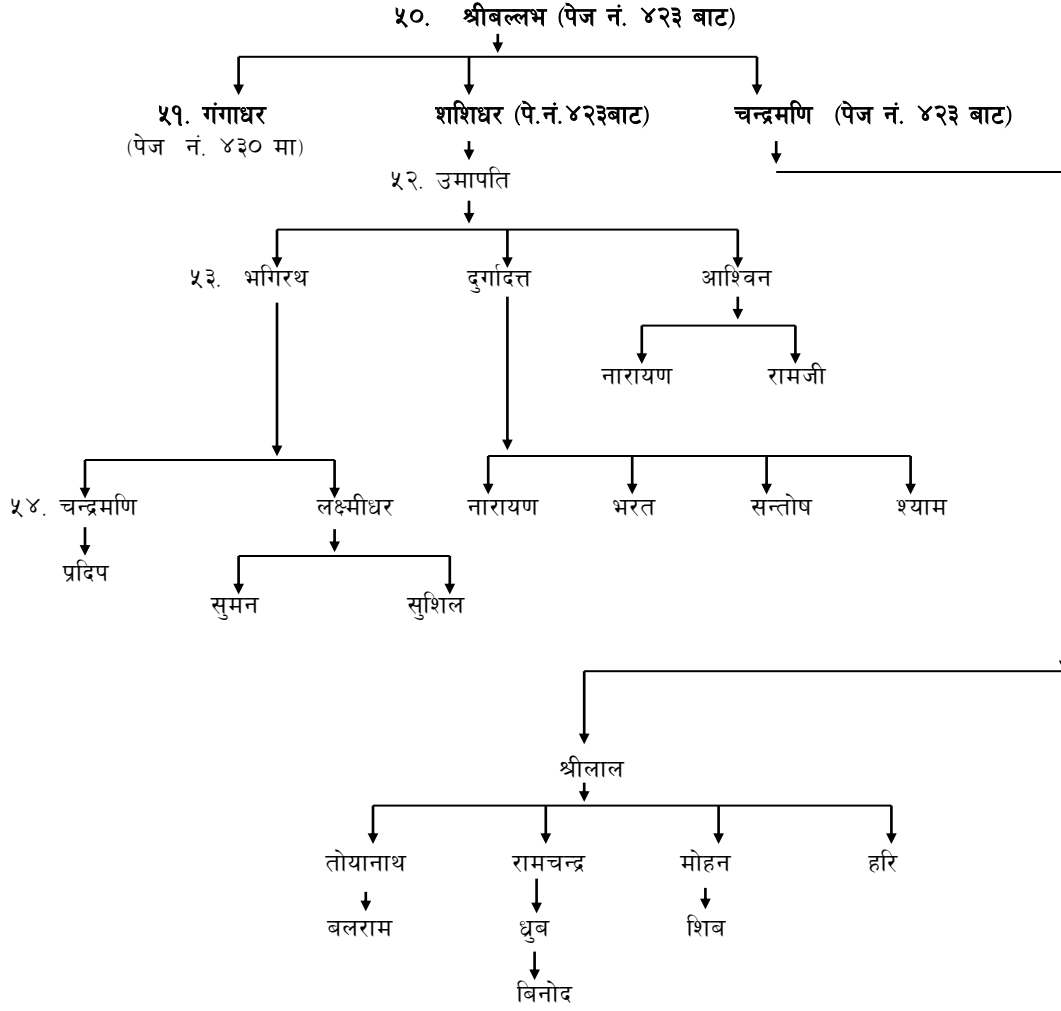 ५०. श्रीबल्लभ (पेज नं. ४२३ बाट)
५१. गंगाधर शशिधर (पे.नं.४२३बाट) चन्द्रमणि (पेज नं. ४२३ बाट)
(पेज नं. ४३० मा)
५२. उमापति
५३. भगिरथ दुर्गादत्त आश्विन
नारायण रामजी
५४. चन्द्रमणि लक्ष्मीधर नारायण भरत सन्तोष श्याम
प्रदिप
सुमन सुशिल
श्रीलाल
तोयानाथ रामचन्द्र मोहन हरि
बलराम ध्रुब शिब
बिनोद